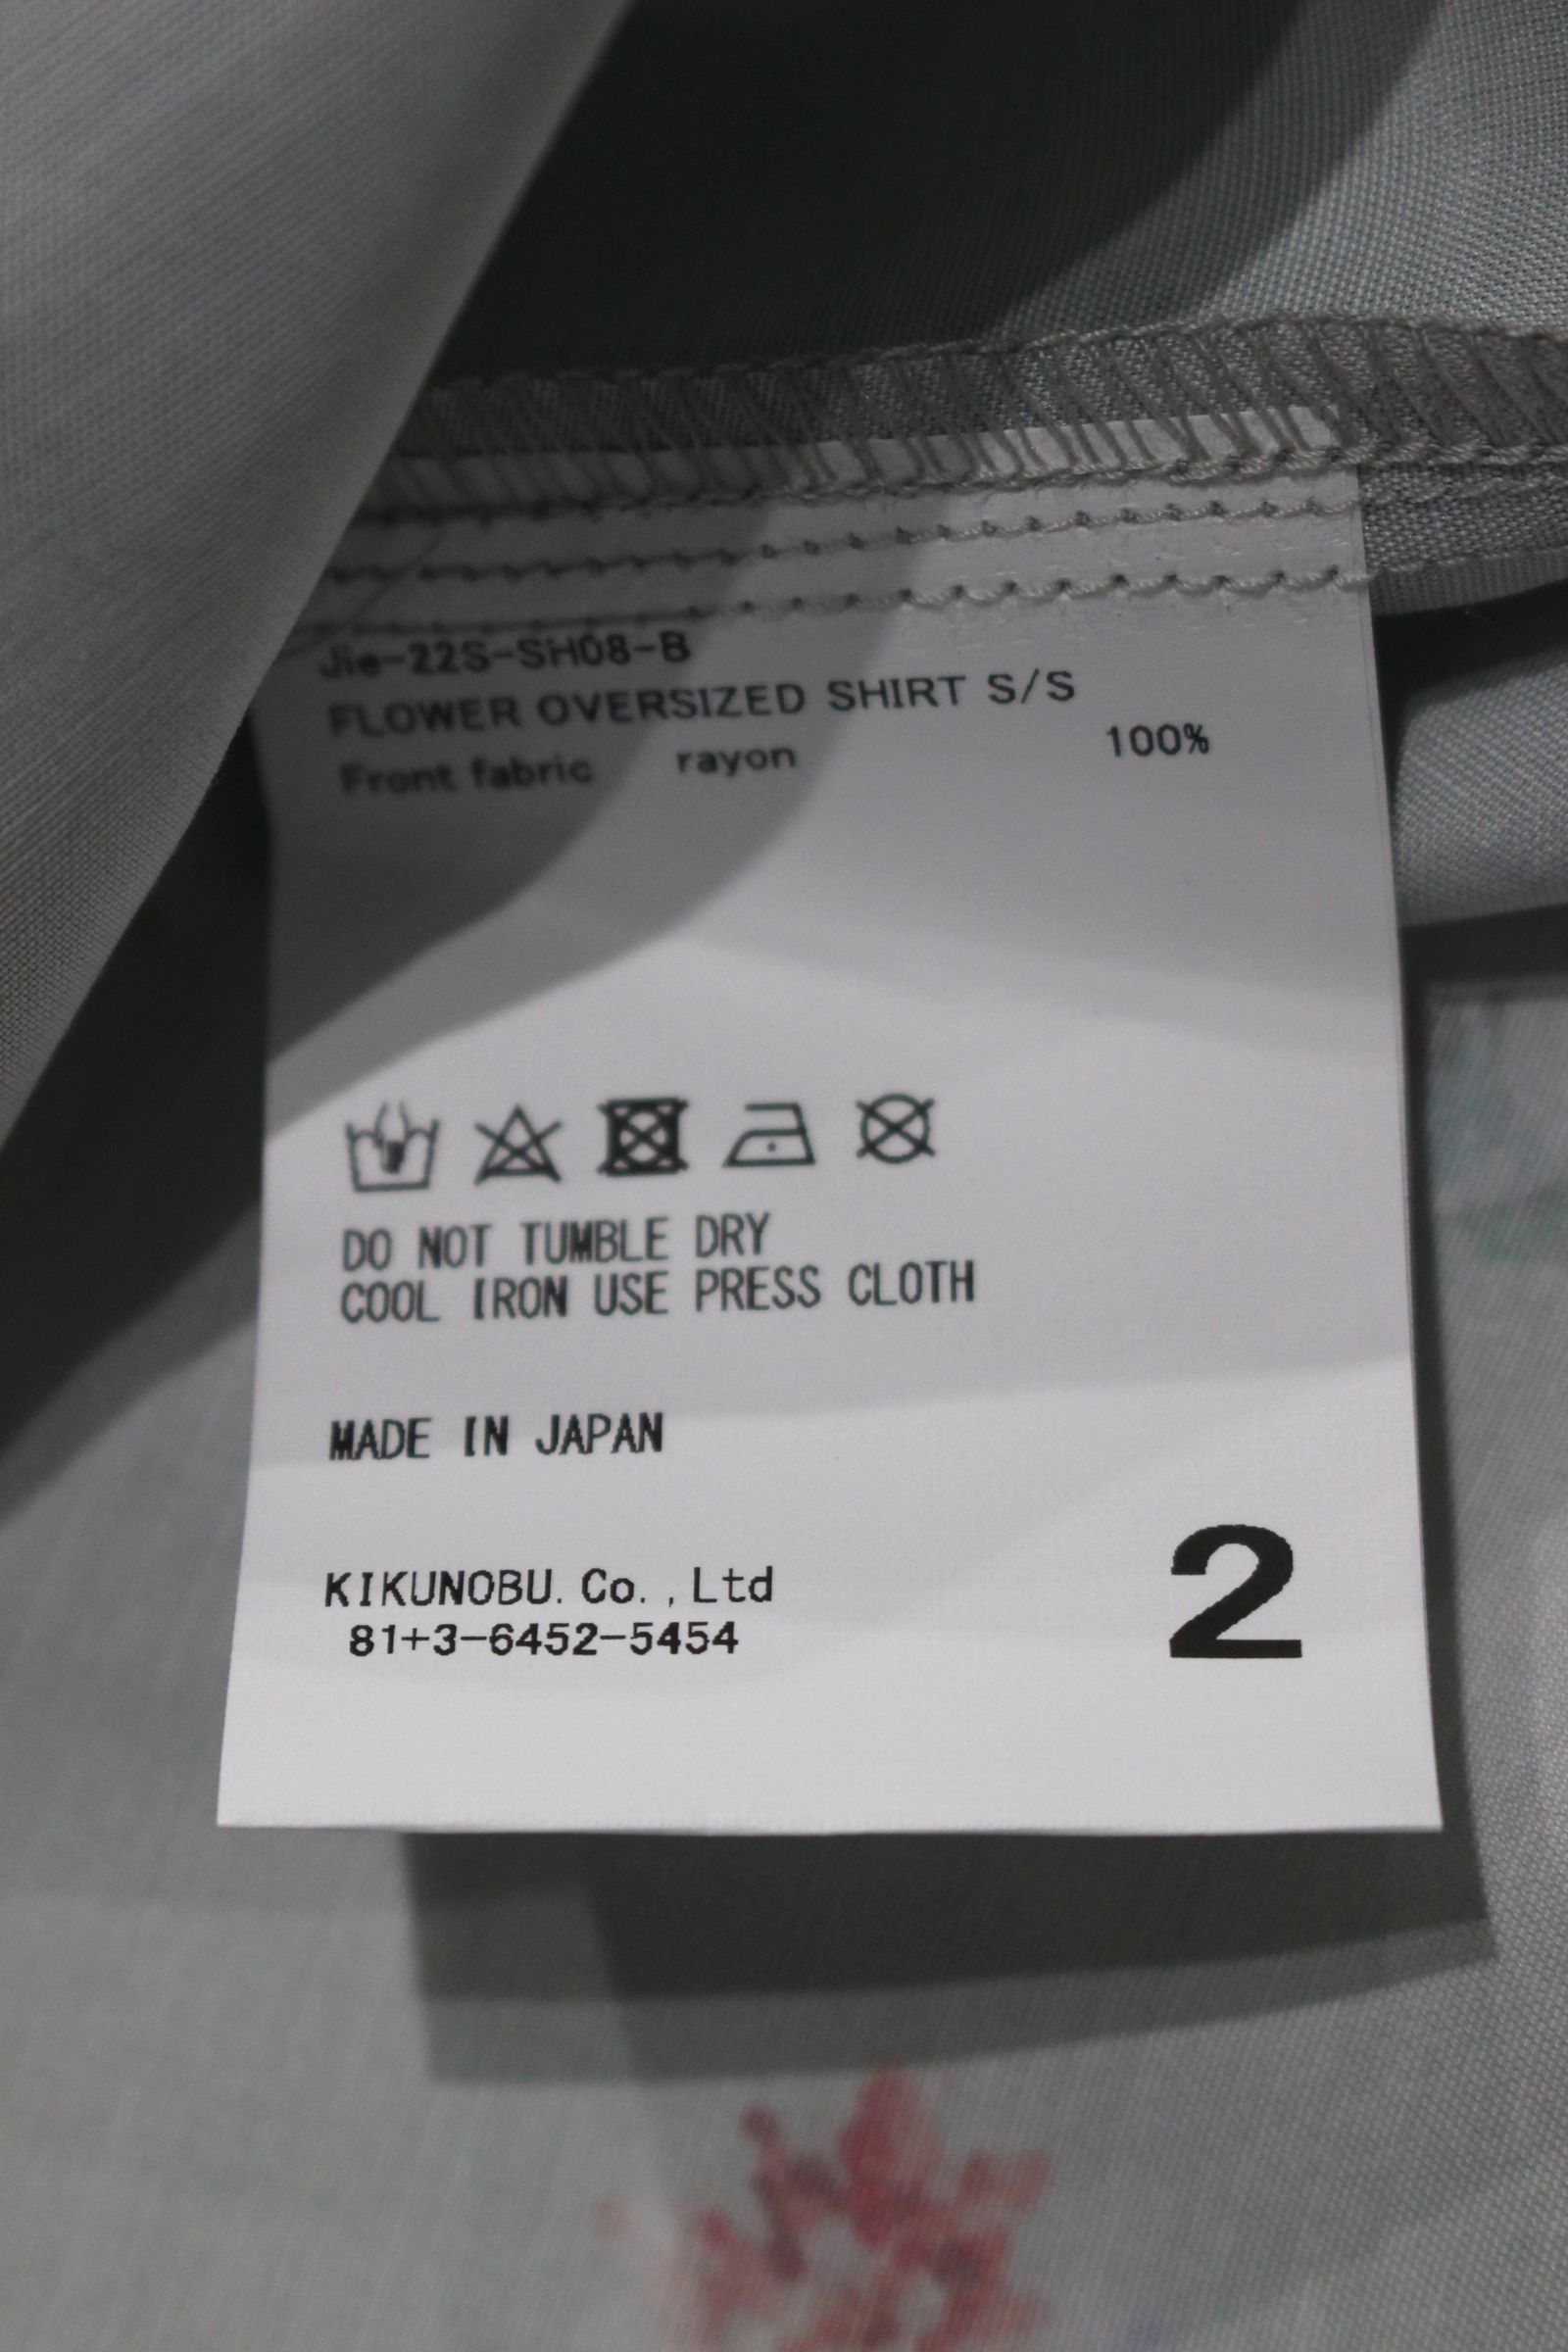 Jie-22S-SH08-B
FLOWER OVERSIZED SHIRT S/S
Front fabric rayon 100%
DO NOT TUMBLE DRY
COOL IRON USE PRESS CLOTH
MADE IN JAPAN
KIKUNOBU. Co. , Ltd
81+3-6452-5454
2